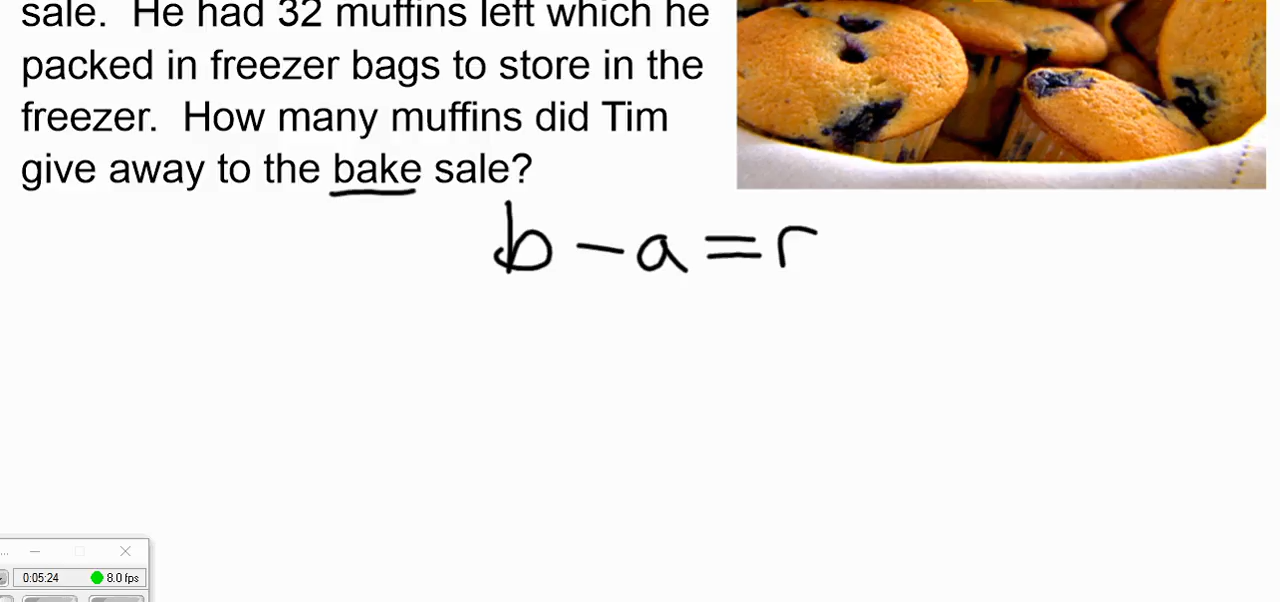 sale. He had 32 muffins left which he
packed in freezer bags to store in the
freezer. How many muffins did Tim
give away to the bake sale?
b - a = r
...
0:05:24 8.0 fps